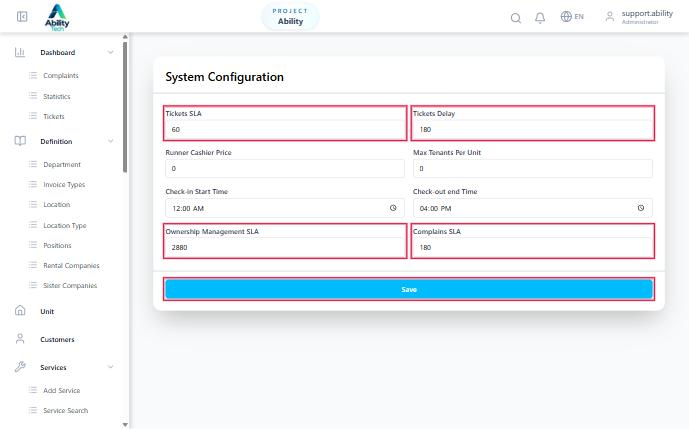 Ability
Tech
PROJECT
Ability
EN
support.ability
Administrator
Dashboard
Complaints
Statistics
Tickets
Definition
Department
Invoice Types
Location
Location Type
Positions
Rental Companies
Sister Companies
Unit
Customers
Services
Add Service
Service Search
System Configuration
Tickets SLA
Tickets Delay
60
180
Runner Cashier Price
Max Tenants Per Unit
0
0
Check-in Start Time
Check-out end Time
12:00 AM
04:00 PM
Ownership Management SLA
Complains SLA
2880
180
Save